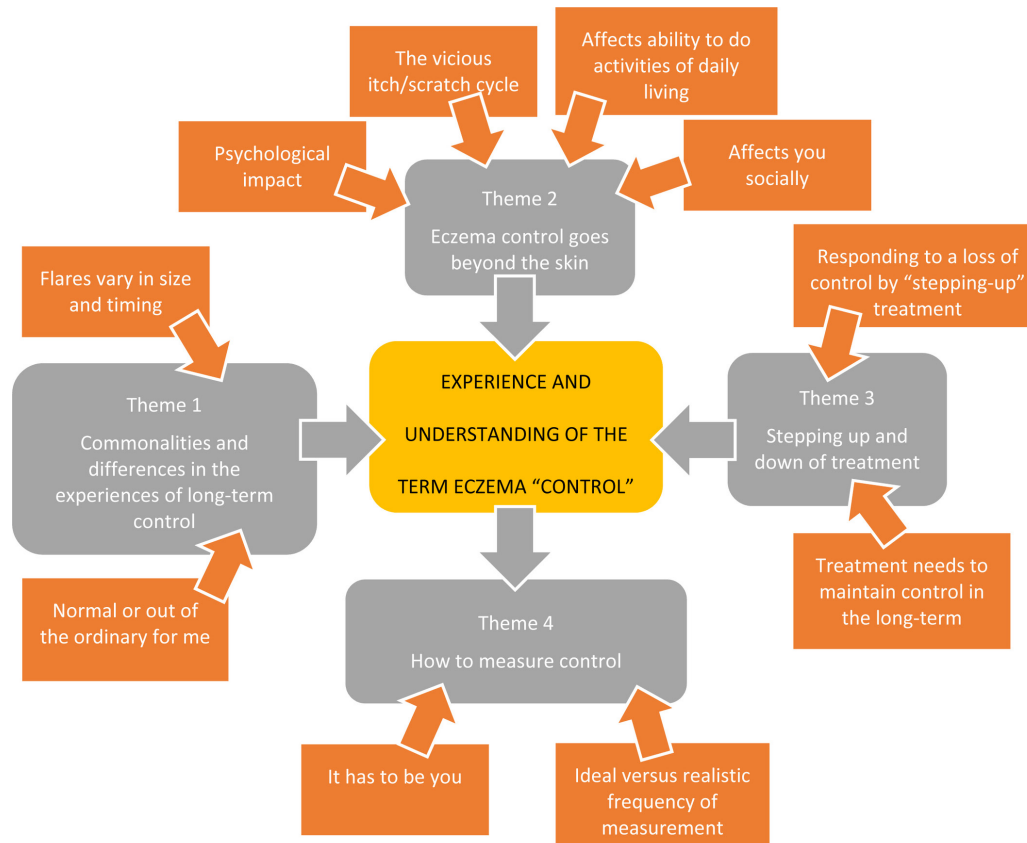 The vicious
itch/scratch cycle
Affects ability to do
activities of daily
living
Psychological
impact
Affects you
socially
Theme 2
Eczema control goes
beyond the skin
Flares vary in size
and timing
Responding to a loss of
control by “stepping-up”
treatment
Theme 1
Commonalities and
differences in the
experiences of long-term
control
EXPERIENCE AND
UNDERSTANDING OF THE
TERM ECZEMA “CONTROL”
Theme 3
Stepping up and
down of treatment
Normal or out of
the ordinary for me
Treatment needs to
maintain control in
the long-term
Theme 4
How to measure control
It has to be you
Ideal versus realistic
frequency of
measurement